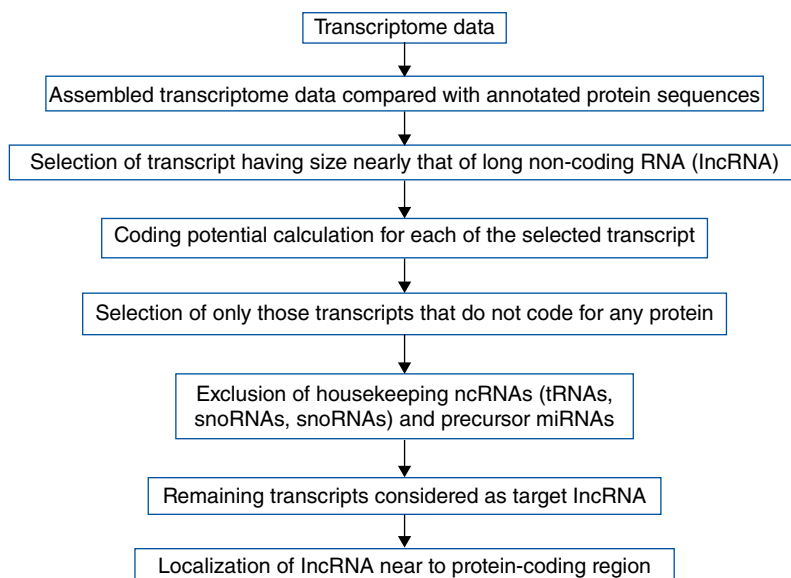 Transcriptome data
Assembled transcriptome data compared with annotated protein sequences
Selection of transcript having size nearly that of long non-coding RNA (lncRNA)
Coding potential calculation for each of the selected transcript
Selection of only those transcripts that do not code for any protein
Exclusion of housekeeping ncRNAs (tRNAs,
snoRNAs, snoRNAs) and precursor miRNAs
Remaining transcripts considered as target lncRNA
Localization of lncRNA near to protein-coding region